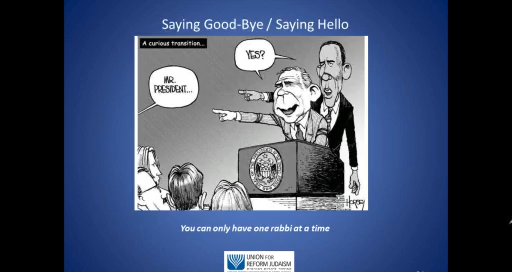 Saying Good-Bye / Saying Hello
A curious transition...
YES?
MR.
PRESIDENT...
HORSEY
You can only have one rabbi at a time
UNION FOR
REFORM JUDAISM